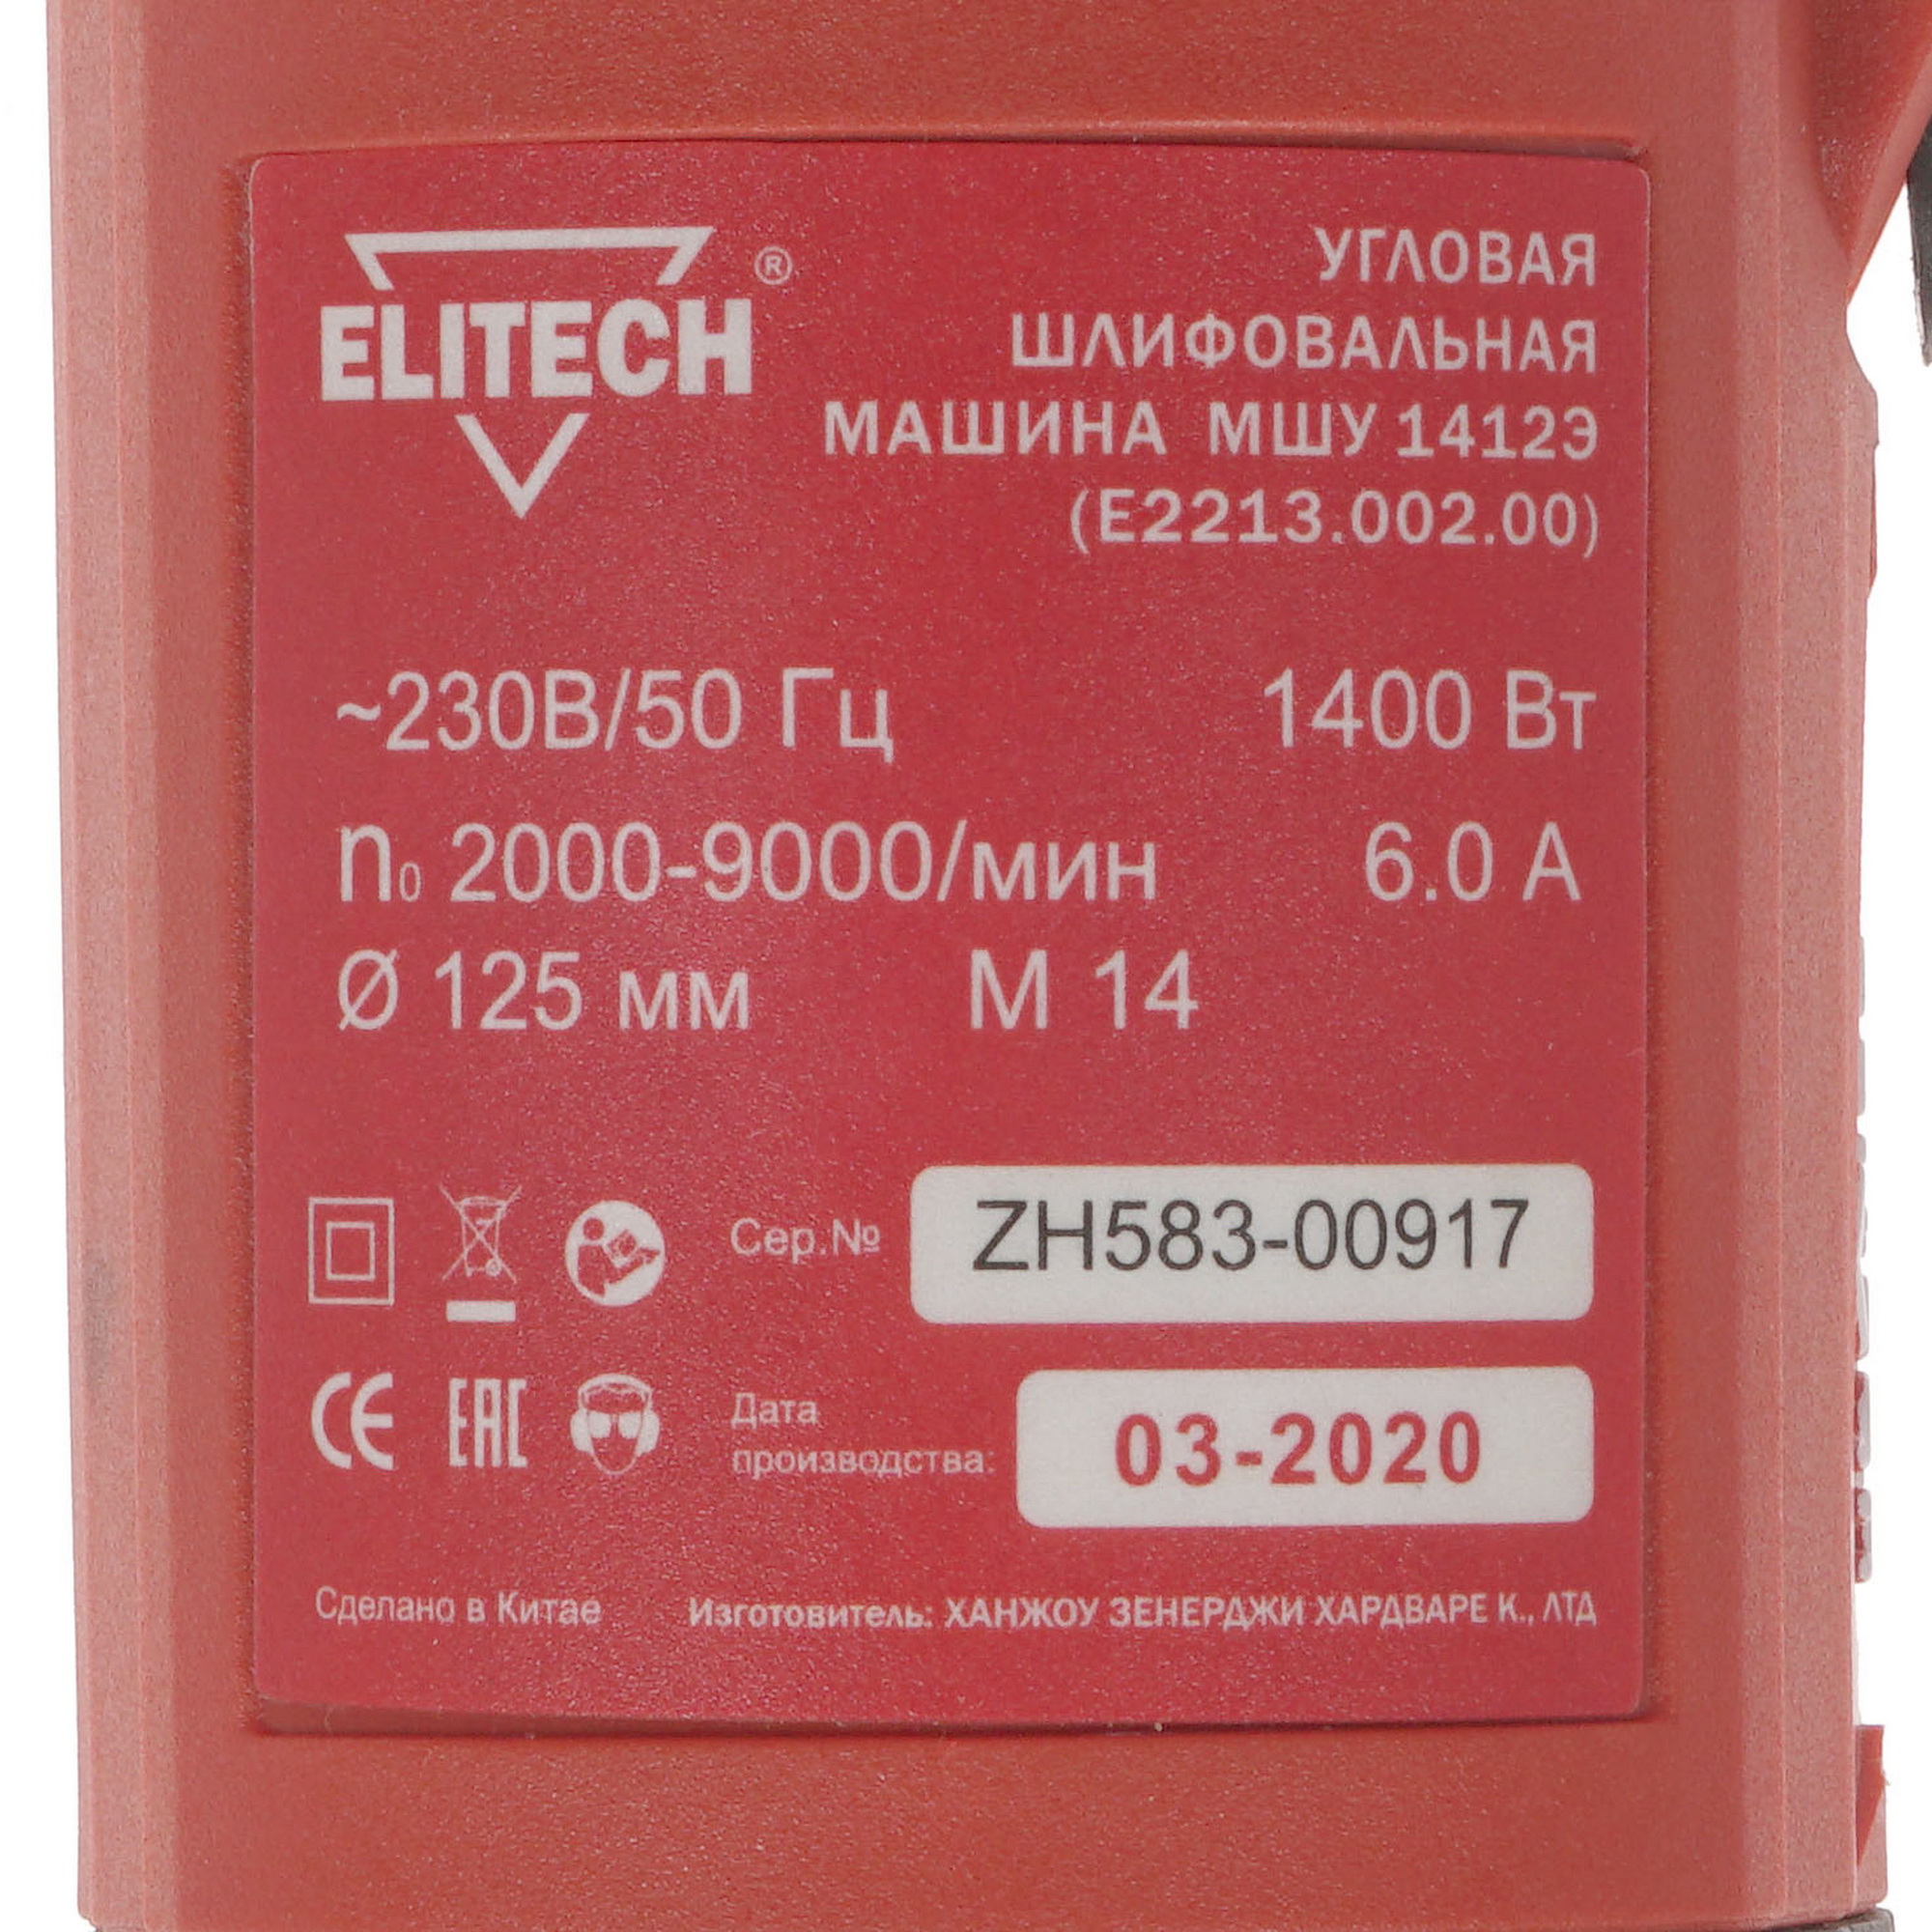 ELITECH®
УГЛОВАЯ
ШЛИФОВАЛЬНАЯ
МАШИНА МШУ 1412Э
(E2213.002.00)
~230В/50 Гц 1400 Вт
n₀ 2000-9000/мин 6.0 А
Ø 125 мм М 14
Сер.№ ZH583-00917
CE EAC
Дата
производства: 03-2020
Сделано в Китае Изготовитель: ХАНЖОУ ЗЕНЕРДЖИ ХАРДВАРЕ К., ЛТД